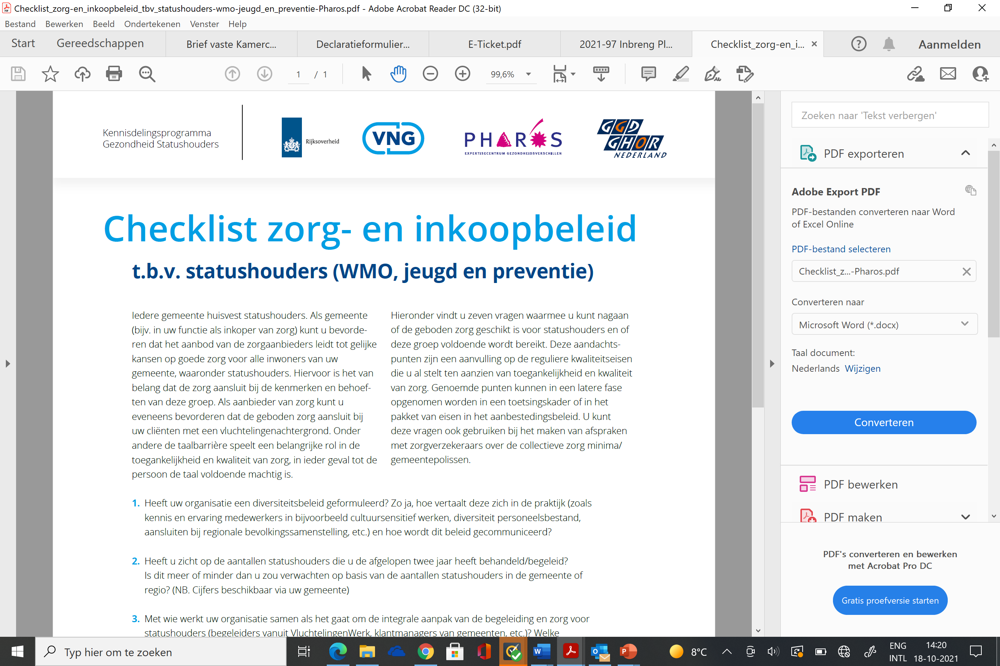 Checklist_zorg-en_inkoopbeleid_tbv_statushouders-wmo-jeugd_en_preventie-Pharos.pdf - Adobe Acrobat Reader DC (32-bit)
Bestand Bewerken Beeld Ondertekenen Venster Help
Start Gereedschappen Brief vaste Kamerc... Declaratieformulier... E-Ticket.pdf 2021-97 Inbreng Pl... Checklist_zorg-en_i... Aanmelden
1 / 1 99,6%
Kennisdelingsprogramma
Gezondheid Statushouders
Rijksoverheid
VNG
PHAROS
EXPERTISECENTRUM GEZONDHEIDSVERSCHILLEN
GGD
GHOR
NEDERLAND
Checklist zorg- en inkoopbeleid
t.b.v. statushouders (WMO, jeugd en preventie)
Iedere gemeente huisvest statushouders. Als gemeente
(bijv. in uw functie als inkoper van zorg) kunt u bevorde-
ren dat het aanbod van de zorgaanbieders leidt tot gelijke
kansen op goede zorg voor alle inwoners van uw
gemeente, waaronder statushouders. Hiervoor is het van
belang dat de zorg aansluit bij de kenmerken en behoef-
ten van deze groep. Als aanbieder van zorg kunt u
eveneens bevorderen dat de geboden zorg aansluit bij
uw cliënten met een vluchtelingenachtergrond. Onder
andere de taalbarrière speelt een belangrijke rol in de
toegankelijkheid en kwaliteit van zorg, in ieder geval tot de
persoon de taal voldoende machtig is.
Hieronder vindt u zeven vragen waarmee u kunt nagaan
of de geboden zorg geschikt is voor statushouders en of
deze groep voldoende wordt bereikt. Deze aandachts-
punten zijn een aanvulling op de reguliere kwaliteitseisen
die u al stelt ten aanzien van toegankelijkheid en kwaliteit
van zorg. Genoemde punten kunnen in een latere fase
opgenomen worden in een toetsingskader of in het
pakket van eisen in het aanbestedingsbeleid. U kunt
deze vragen ook gebruiken bij het maken van afspraken
met zorgverzekeraars over de collectieve zorg minima/
gemeentepolissen.
1. Heeft uw organisatie een diversiteitsbeleid geformuleerd? Zo ja, hoe vertaalt deze zich in de praktijk (zoals
kennis en ervaring medewerkers in bijvoorbeeld cultuursensitief werken, diversiteit personeelsbestand,
aansluiten bij regionale bevolkingssamenstelling, etc.) en hoe wordt dit beleid gecommuniceerd?
2. Heeft u zicht op de aantallen statushouders die u de afgelopen twee jaar heeft behandeld/begeleid?
Is dit meer of minder dan u zou verwachten op basis van de aantallen statushouders in de gemeente of
regio? (NB. Cijfers beschikbaar via uw gemeente)
3. Met wie werkt uw organisatie samen als het gaat om de integrale aanpak van de begeleiding en zorg voor
statushouders (begeleiders vanuit VluchtelingenWerk, klantmanagers van gemeenten, etc.)? Welke
Zoeken naar 'Tekst verbergen'
PDF exporteren
Adobe Export PDF
PDF-bestanden converteren naar Word
of Excel Online
PDF-bestand selecteren
Checklist_z...-Pharos.pdf
Converteren naar
Microsoft Word (*.docx)
Taal document:
Nederlands Wijzigen
Converteren
PDF bewerken
PDF maken
PDF's converteren en bewerken
met Acrobat Pro DC
Gratis proefversie starten
Typ hier om te zoeken
8°C
ENG
INTL
14:20
18-10-2021